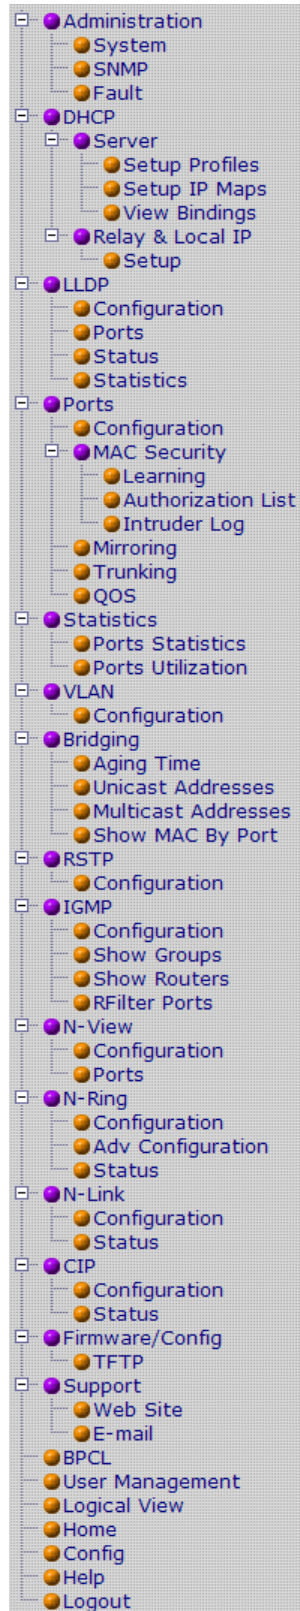 Administration
System
SNMP
Fault
DHCP
Server
Setup Profiles
Setup IP Maps
View Bindings
Relay & Local IP
Setup
LLDP
Configuration
Ports
Status
Statistics
Ports
Configuration
MAC Security
Learning
Authorization List
Intruder Log
Mirroring
Trunking
QOS
Statistics
Ports Statistics
Ports Utilization
VLAN
Configuration
Bridging
Aging Time
Unicast Addresses
Multicast Addresses
Show MAC By Port
RSTP
Configuration
IGMP
Configuration
Show Groups
Show Routers
RFilter Ports
N-View
Configuration
Ports
N-Ring
Configuration
Adv Configuration
Status
N-Link
Configuration
Status
CIP
Configuration
Status
Firmware/Config
TFTP
Support
Web Site
E-mail
BPCL
User Management
Logical View
Home
Config
Help
Logout